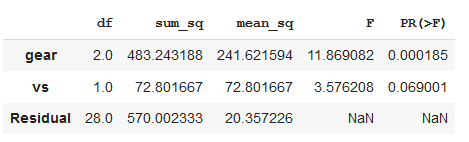 df sum_sq mean_sq F PR(>F)
gear 2.0 483.243188 241.621594 11.869082 0.000185
vs 1.0 72.801667 72.801667 3.576208 0.069001
Residual 28.0 570.002333 20.357226 NaN NaN